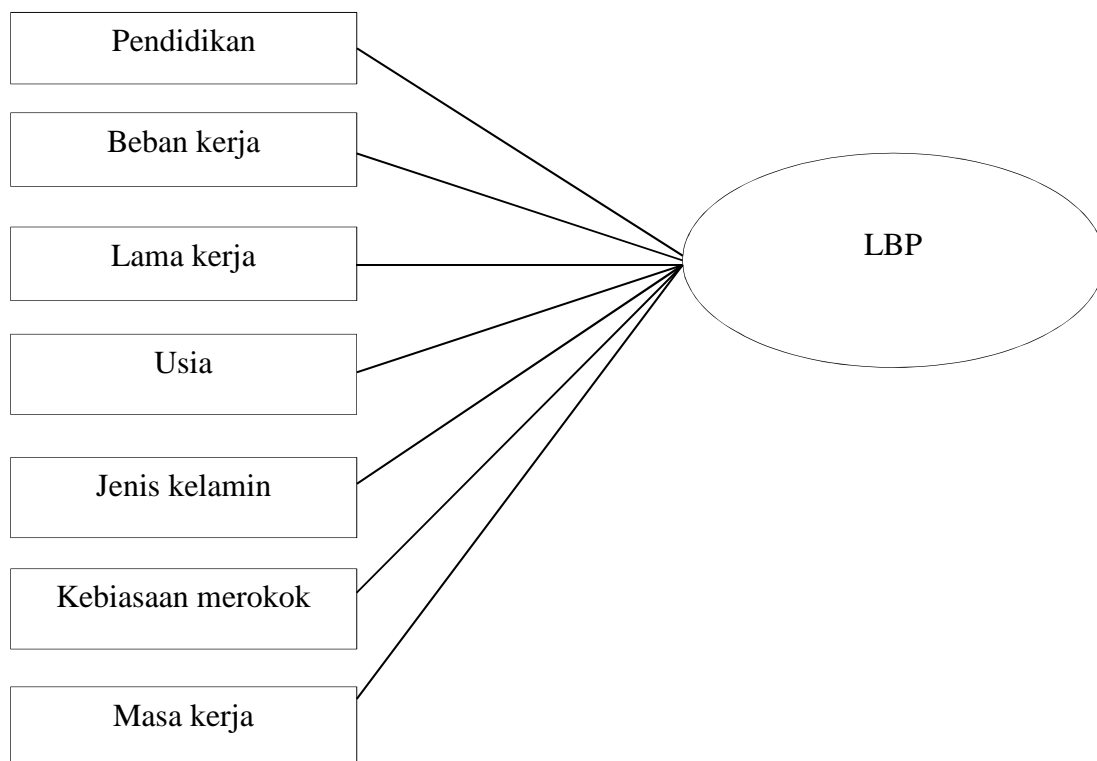 Pendidikan
Beban kerja
Lama kerja
Usia
Jenis kelamin
Kebiasaan merokok
Masa kerja
LBP